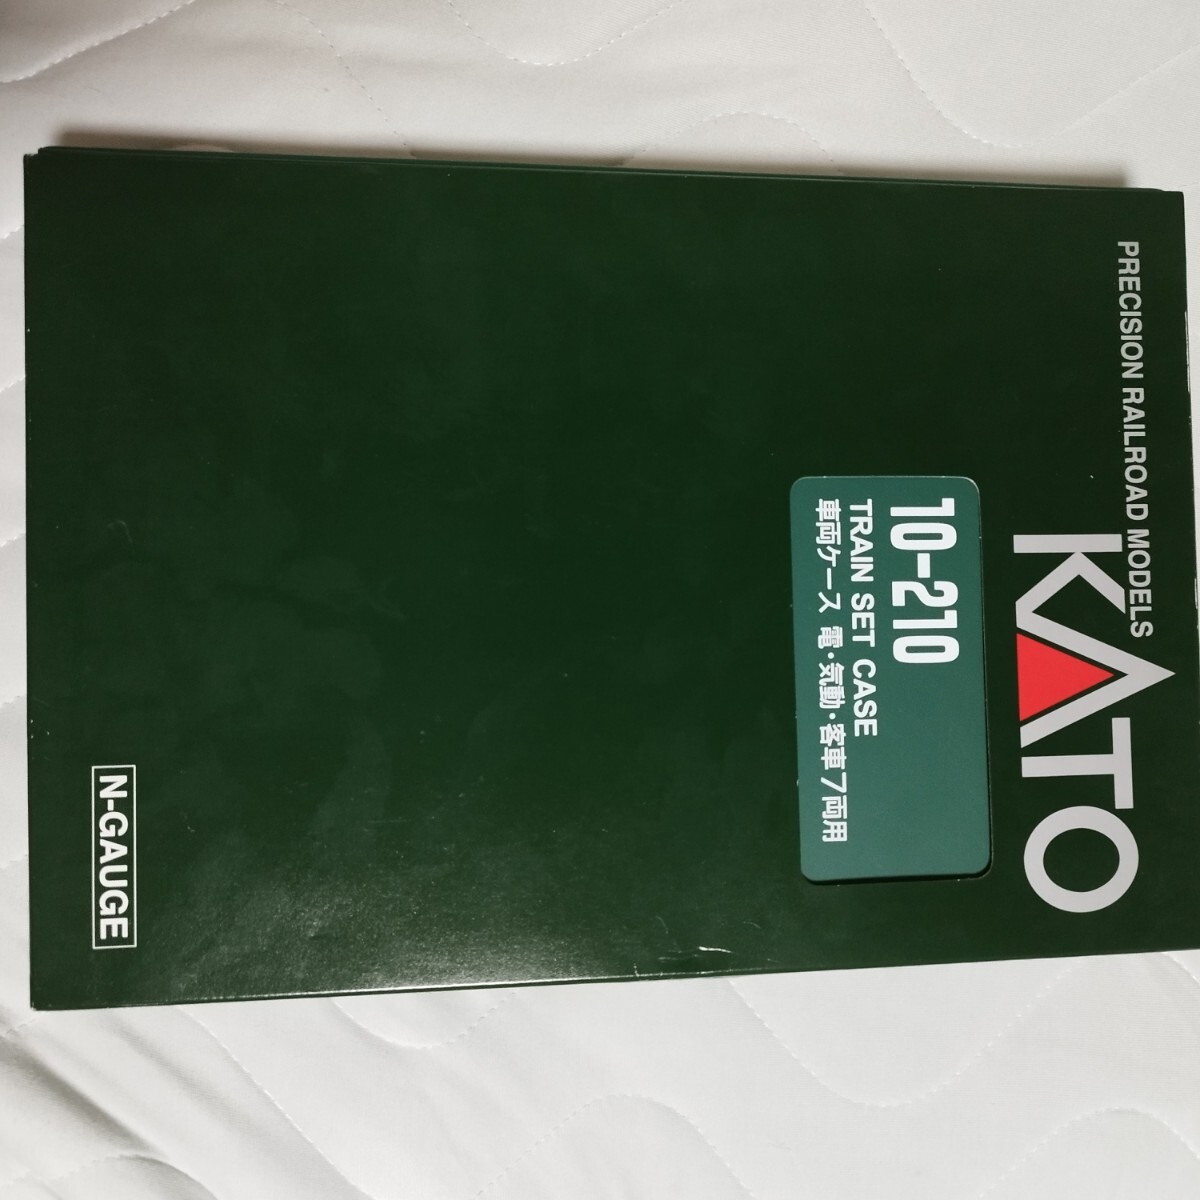 PRECISION RAILROAD MODELS
KATO
10-210
TRAIN SET CASE
車両ケース 電・気動・客車7両用
N-GAUGE